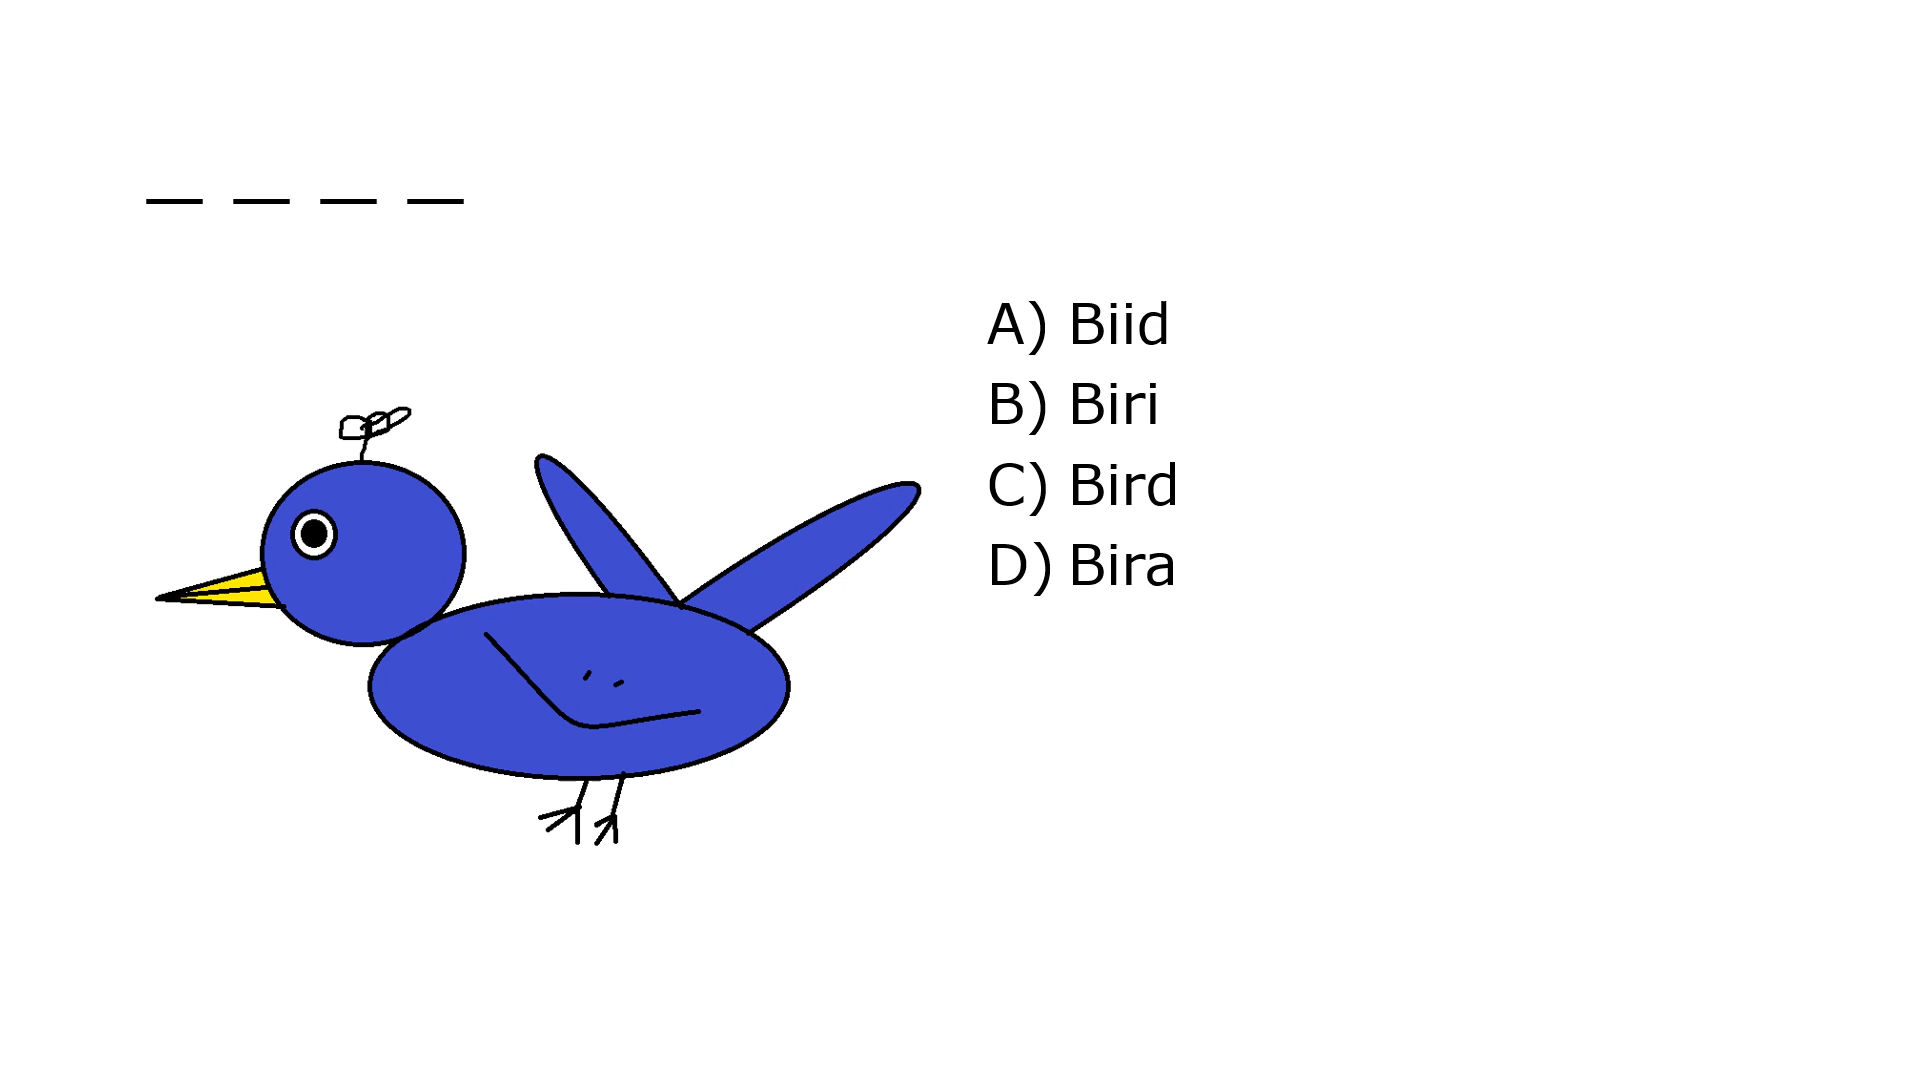 _ _ _ _
A) Biid
B) Biri
C) Bird
D) Bira